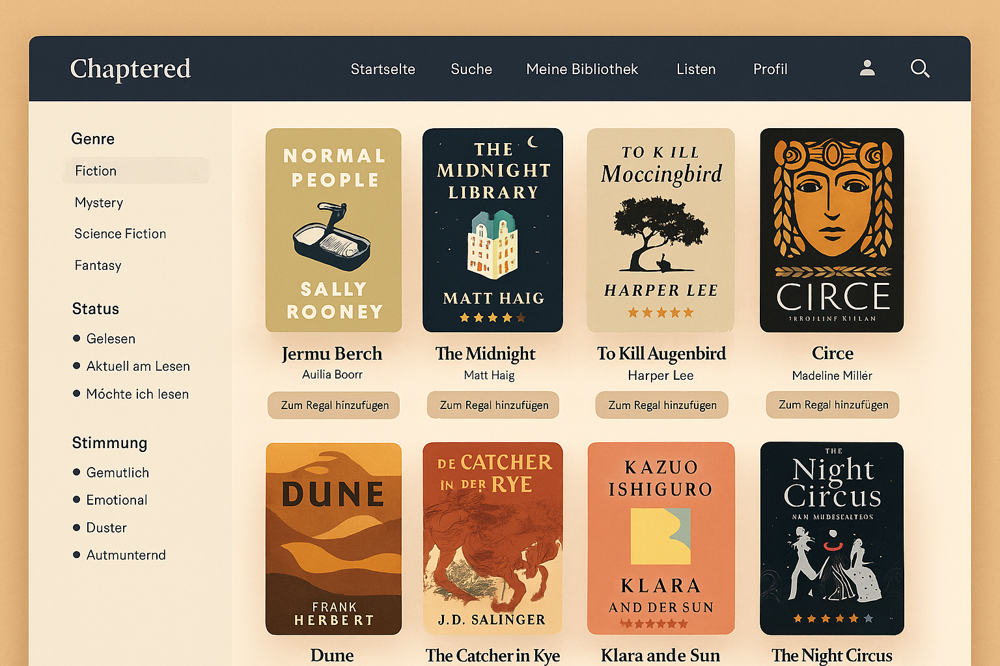 Chaptered
Startselte
Suche
Meine Bibliothek
Listen
Profil
Genre
Fiction
Mystery
Science Fiction
Fantasy
Status
Gelesen
Aktuell am Lesen
Móchte ich lesen
Stimmung
Gemutlich
Emotional
Duster
Autmunternd
NORMAL
PEOPLE
SALLY
ROONEY
Jermu Berch
Auilia Boorr
Zum Regal hinzufugen
THE
MIDNIGHT
LIBRARY
MATT HAIG
The Midnight
Matt Haig
Zum Regal hinzufügen
TO KILL
Moccingbird
HARPER LEE
To Kill Augenbird
Harper Lee
Zum Regal hinzufügen
CIRCE
Circe
Madeline Millér
Zum Regal hinzufügen
DUNE
FRANK
HERBERT
Dune
DE CATCHER
IN DER RYE
J.D. SALINGER
The Catcher in Kye
KAZUO
ISHIGURO
KLARA
AND DER SUN
Klara ande Sun
THE
Night
Circus
The Night Circus